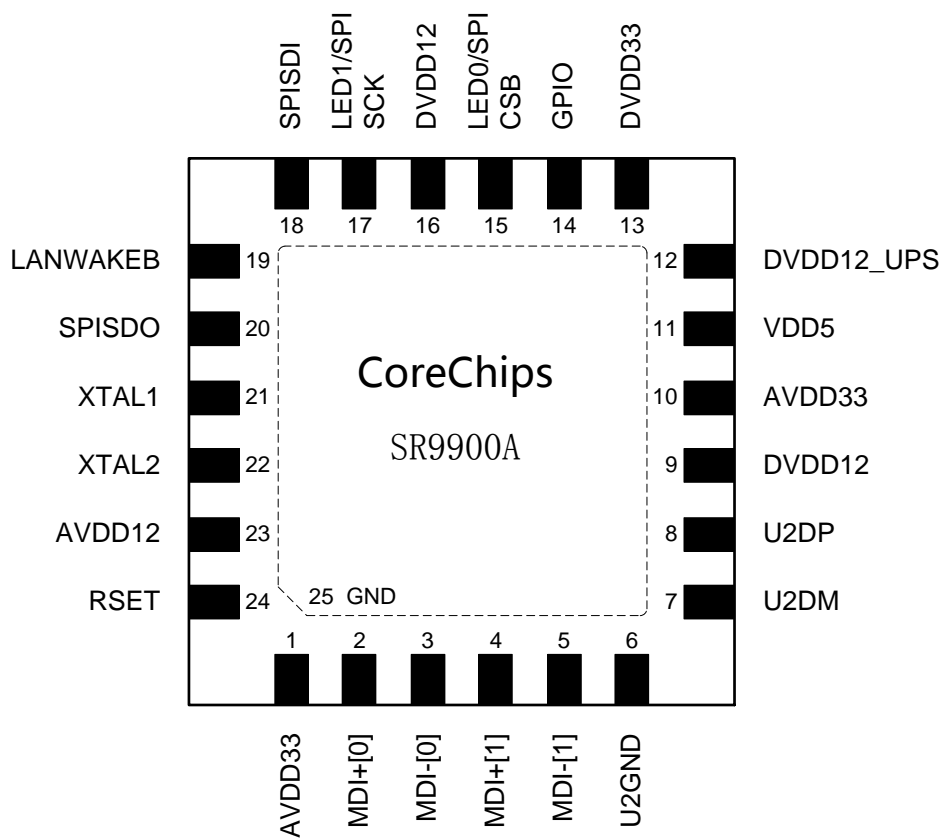 SPISDI
LED1/SPI
SCK
DVDD12
LED0/SPI
CSB
GPIO
DVDD33
18 17 16 15 14 13
LANWAKEB 19
12 DVDD12_UPS
SPISDO 20
11 VDD5
XTAL1 21
10 AVDD33
XTAL2 22
9 DVDD12
AVDD12 23
8 U2DP
RSET 24
7 U2DM
CoreChips
SR9900A
25 GND
1 2 3 4 5 6
AVDD33
MDI+[0]
MDI-[0]
MDI+[1]
MDI-[1]
U2GND